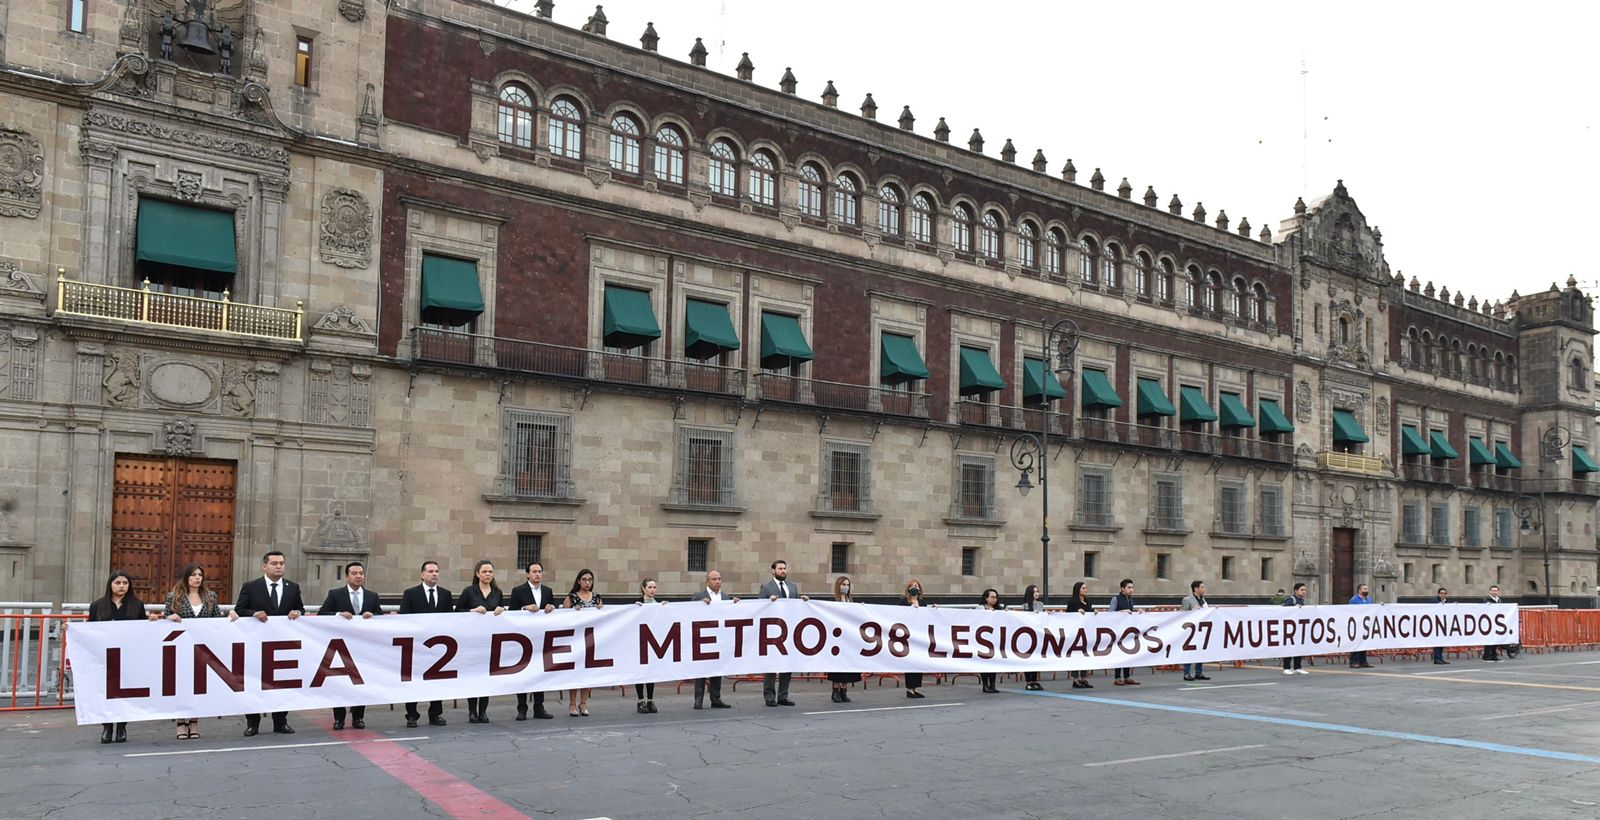 LÍNEA 12 DEL METRO: 98 LESIONADOS, 27 MUERTOS, 0 SANCIONADOS.